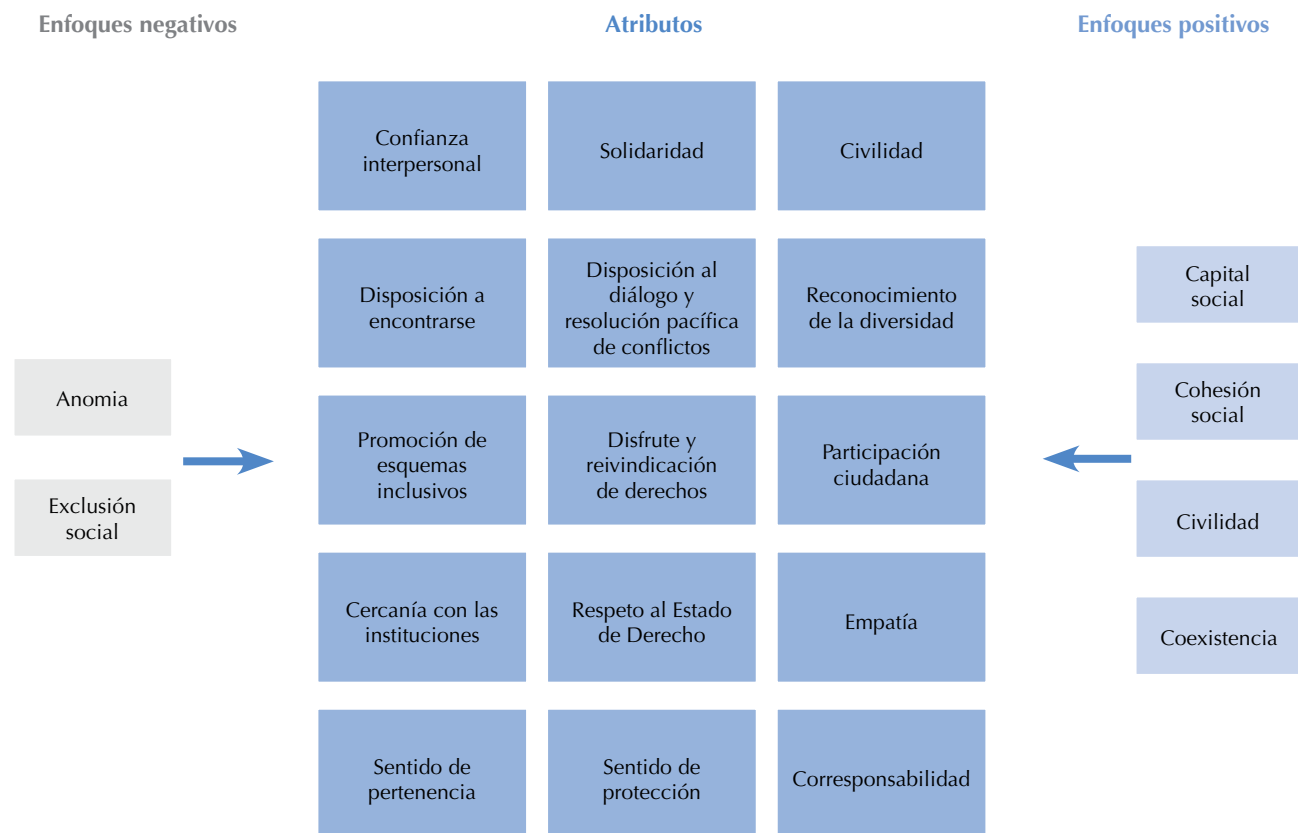 Enfoques negativos
Atributos
Enfoques positivos
Confianza
interpersonal
Solidaridad
Civilidad
Disposición a
encontrarse
Disposición al
diálogo y
resolución pacífica
de conflictos
Reconocimiento
de la diversidad
Promoción de
esquemas
inclusivos
Disfrute y
reivindicación
de derechos
Participación
ciudadana
Cercanía con las
instituciones
Respeto al Estado
de Derecho
Empatía
Sentido de
pertenencia
Sentido de
protección
Corresponsabilidad
Anomia
Exclusión
social
Capital
social
Cohesión
social
Civilidad
Coexistencia